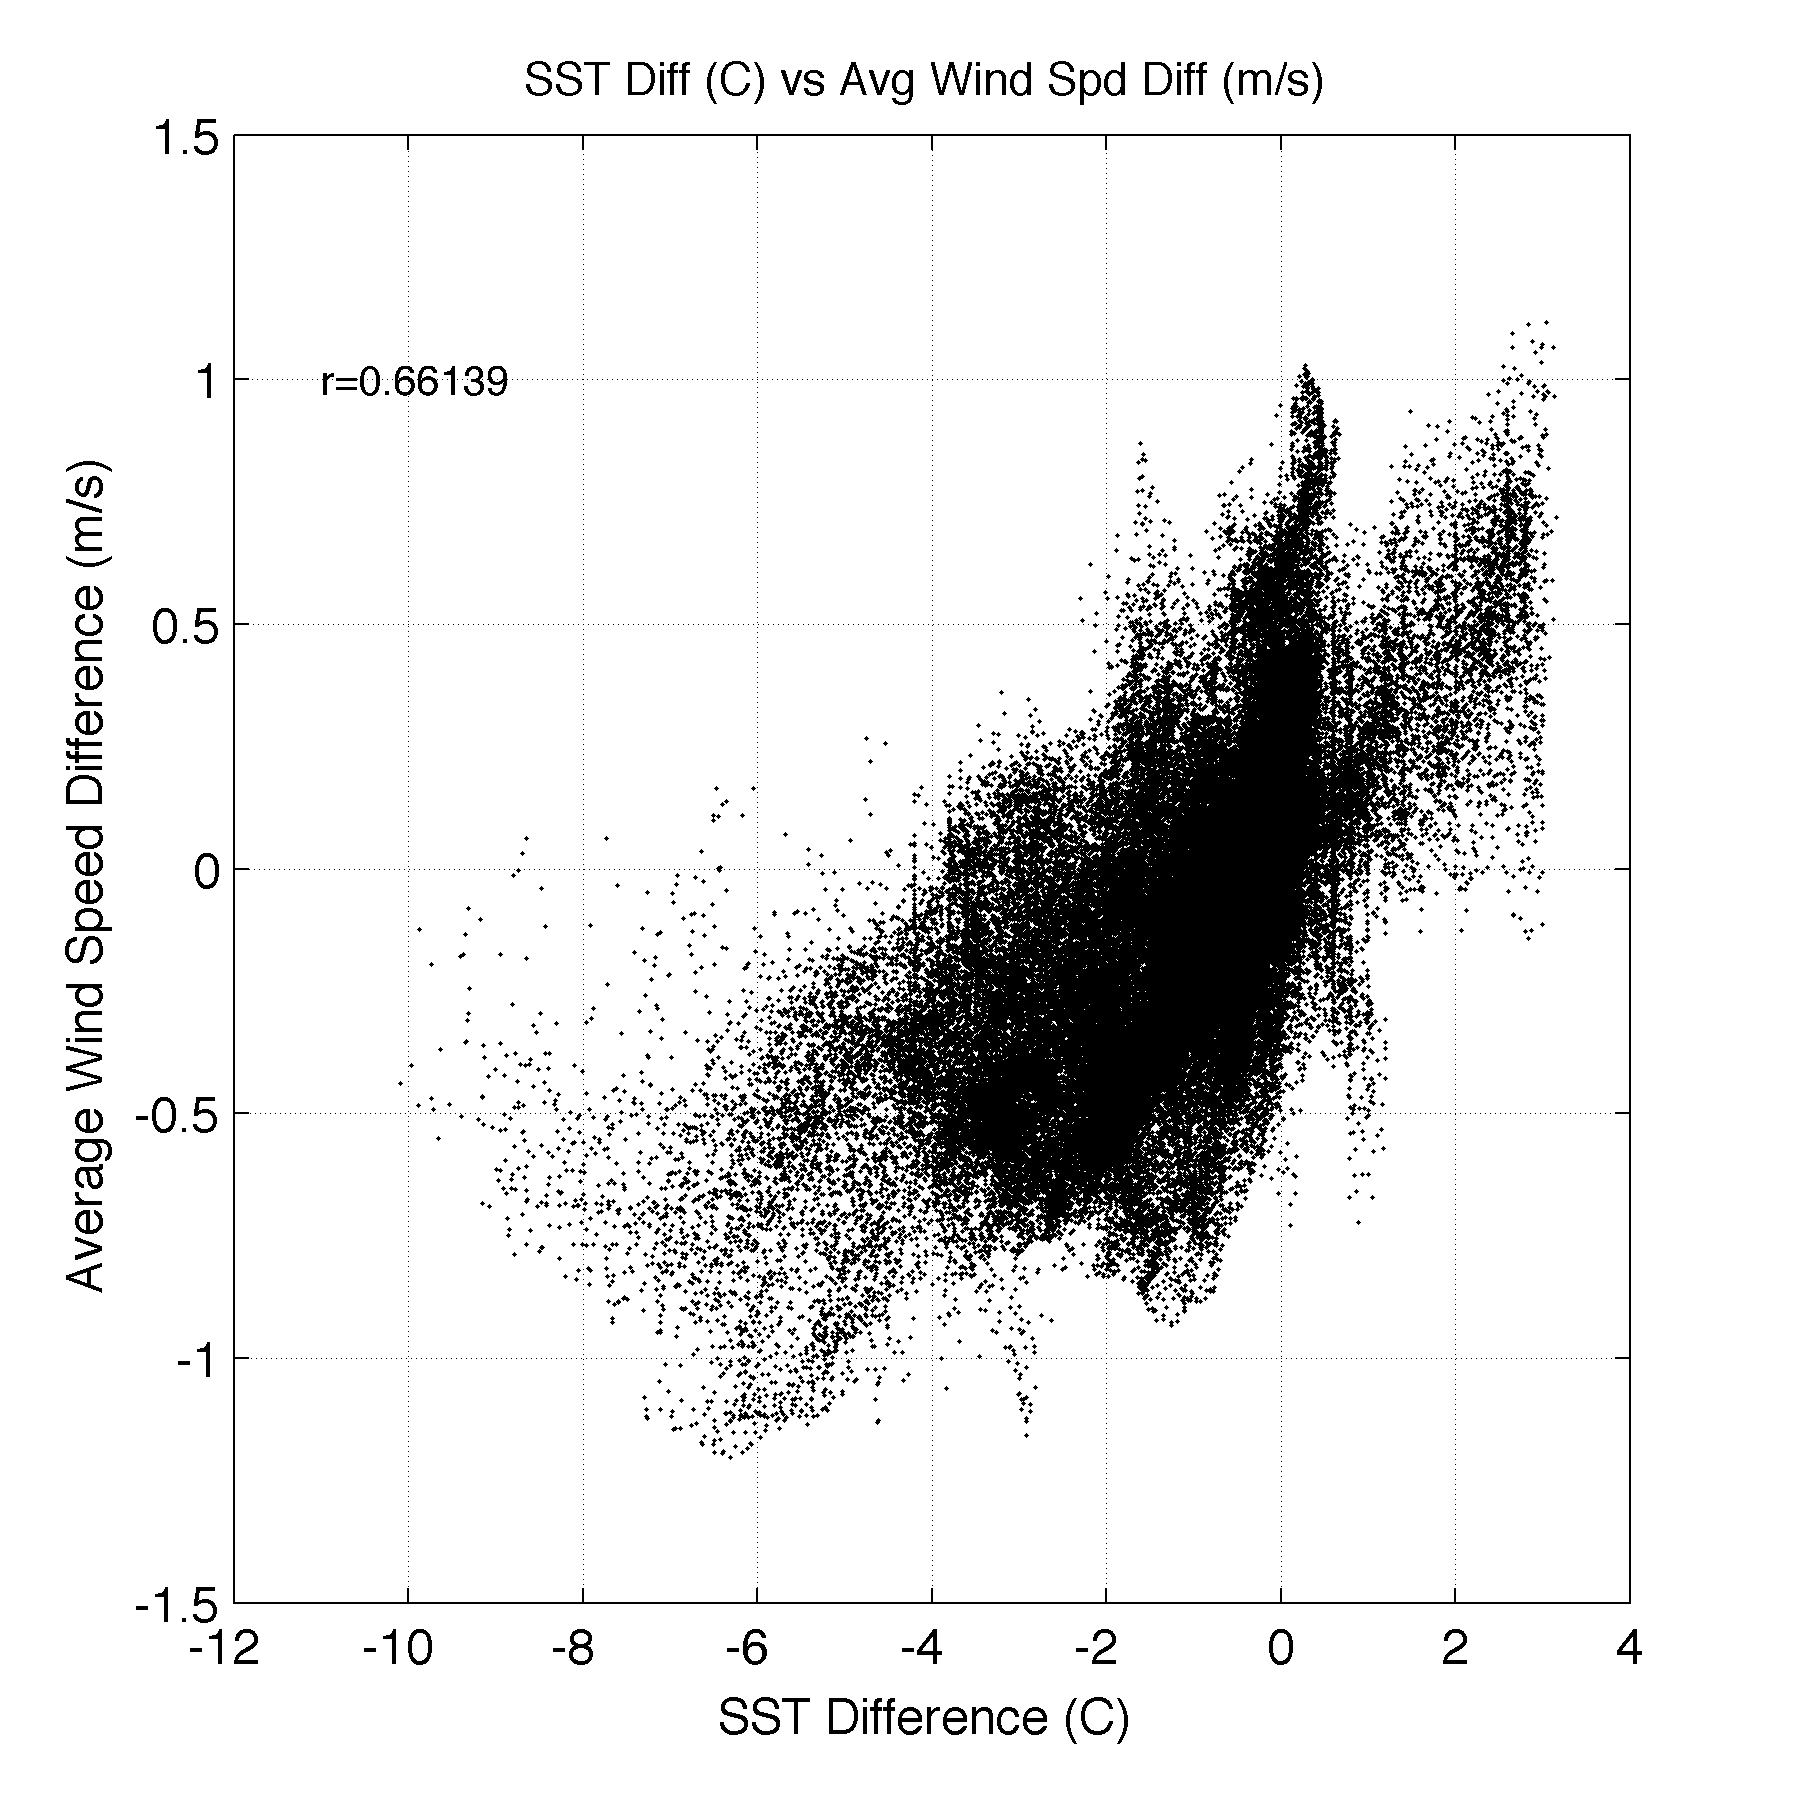 SST Diff (C) vs Avg Wind Spd Diff (m/s)
1.5
1
0.5
0
-0.5
-1
-1.5
r=0.66139
Average Wind Speed Difference (m/s)
-12 -10 -8 -6 -4 -2 0 2 4
SST Difference (C)